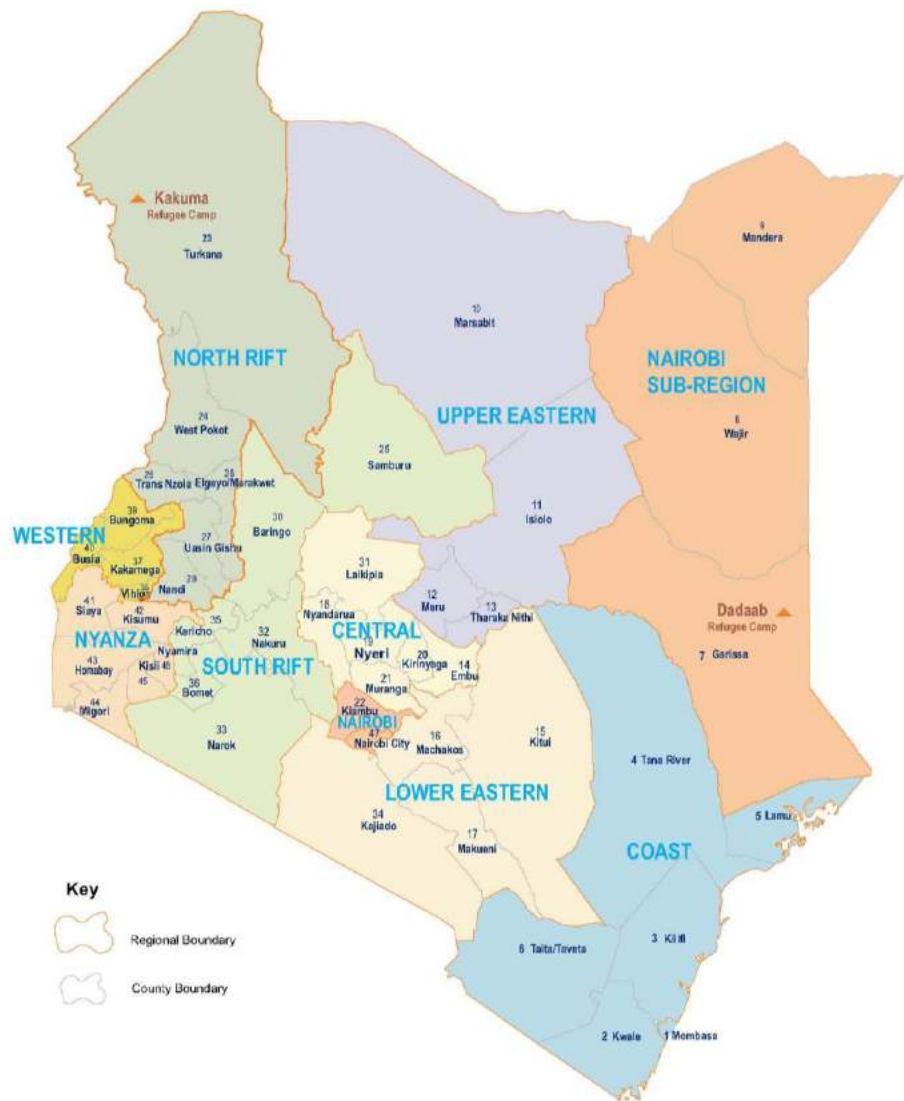 Kakuma
Refugee Camp
23
Turkana
9
Mandera
10
Marsabit
NORTH RIFT
NAIROBI
SUB-REGION
UPPER EASTERN
8
Wajir
24
West Pokot
25
Samburu
26
Trans Nzoia
28
Elgeyo/Marakwet
11
Isiolo
39
Bungoma
30
Baringo
WESTERN
27
Uasin Gishu
40
Busia
37
Kakamega
31
Laikipia
Vihiga
29
Nandi
12
Meru
13
Tharaka Nithi
18
Nyandarua
41
Siaya
42
Kisumu
Dadaab
Refugee Camp
35
Kericho
32
Nakuru
CENTRAL
NYANZA
19
Nyeri
20
Kirinyaga
14
Embu
7 Garissa
Nyamira
SOUTH RIFT
43
Homabay
Kisii 46
45
36
Bomet
21
Muranga
44
Migori
22
Kiambu
NAIROBI
47
Nairobi City
16
Machakos
15
Kitui
33
Narok
4 Tana River
LOWER EASTERN
34
Kajiado
5 Lamu
17
Makueni
COAST
Key
Regional Boundary
6 Taita/Taveta
3 Kilifi
County Boundary
2 Kwale
1 Mombasa